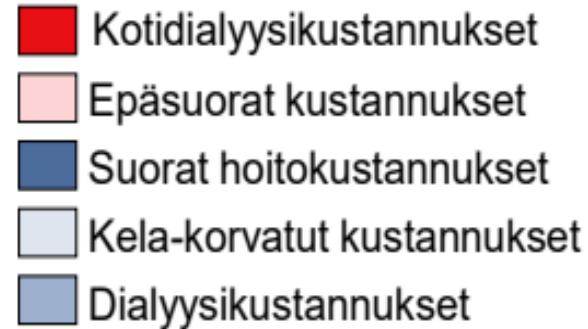 Kotidialyysikustannukset
Epäsuorat kustannukset
Suorat hoitokustannukset
Kela-korvatut kustannukset
Dialyysikustannukset